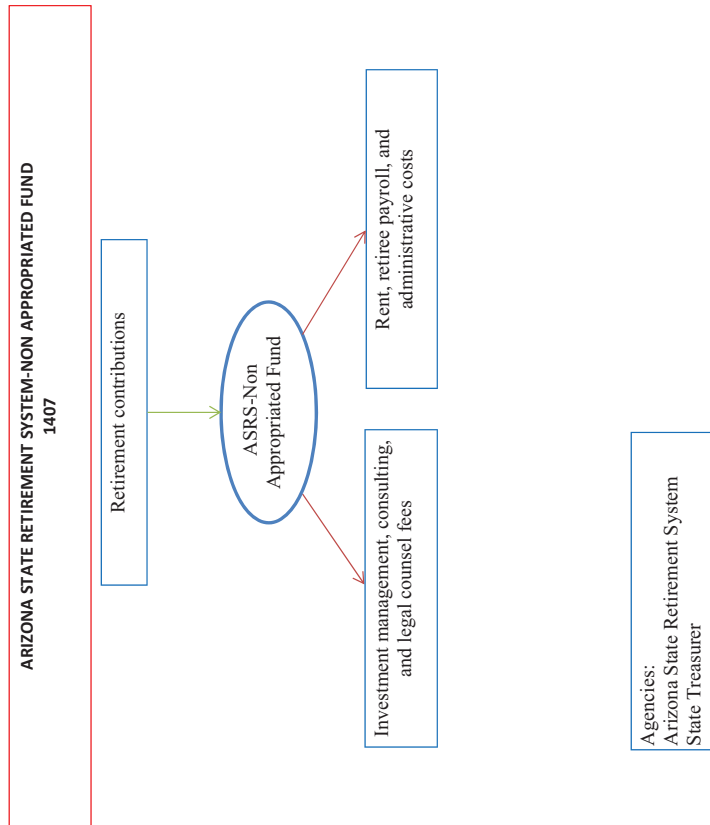 ARIZONA STATE RETIREMENT SYSTEM-NON APPROPRIATED FUND
1407
Retirement contributions
ASRS-Non
Appropriated Fund
Investment management, consulting,
and legal counsel fees
Rent, retiree payroll, and
administrative costs
Agencies:
Arizona State Retirement System
State Treasurer